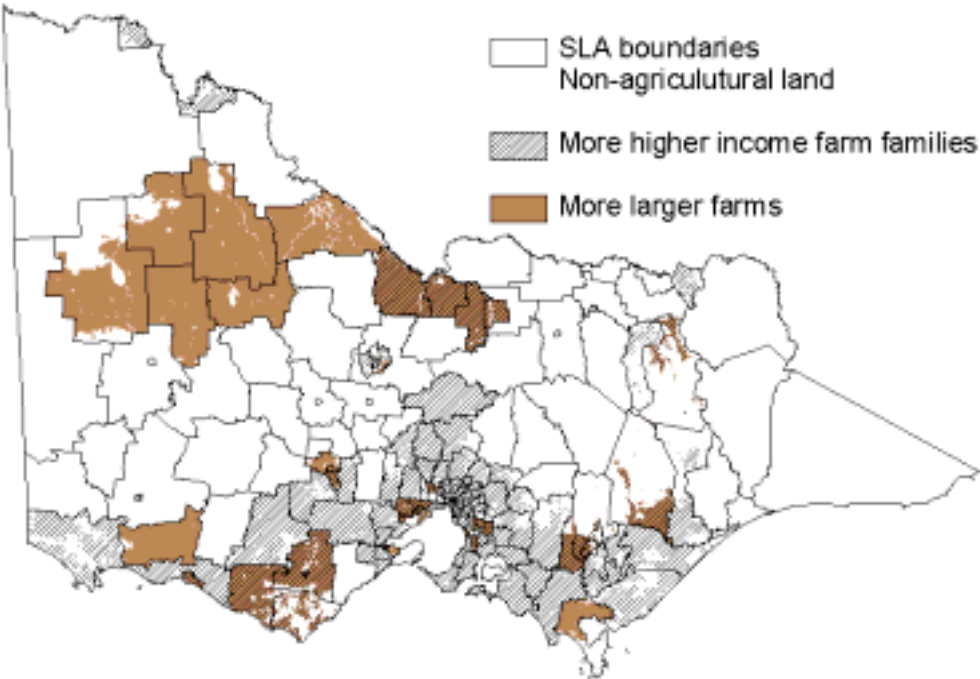 SLA boundaries
Non-agriculutural land
More higher income farm families
More larger farms